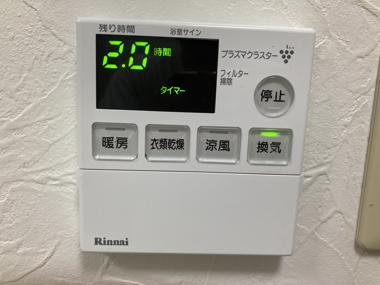 残り時間 浴室サイン
2.0 時間 プラズマクラスター
フィルター
掃除
タイマー 停止
暖房 衣類乾燥 涼風 換気
Rinnai